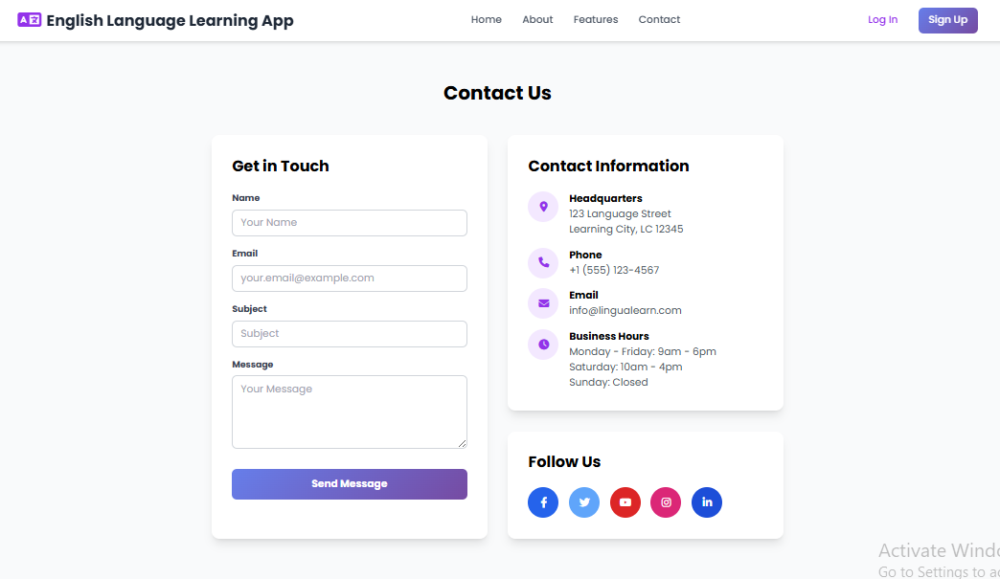 English Language Learning App
Home About Features Contact
Log In
Sign Up
Contact Us
Get in Touch
Name
Your Name
Email
your.email@example.com
Subject
Subject
Message
Your Message
Send Message
Contact Information
Headquarters
123 Language Street
Learning City, LC 12345
Phone
+1 (555) 123-4567
Email
info@lingualearn.com
Business Hours
Monday - Friday: 9am - 6pm
Saturday: 10am - 4pm
Sunday: Closed
Follow Us
Activate Windo
Go to Settings to ac